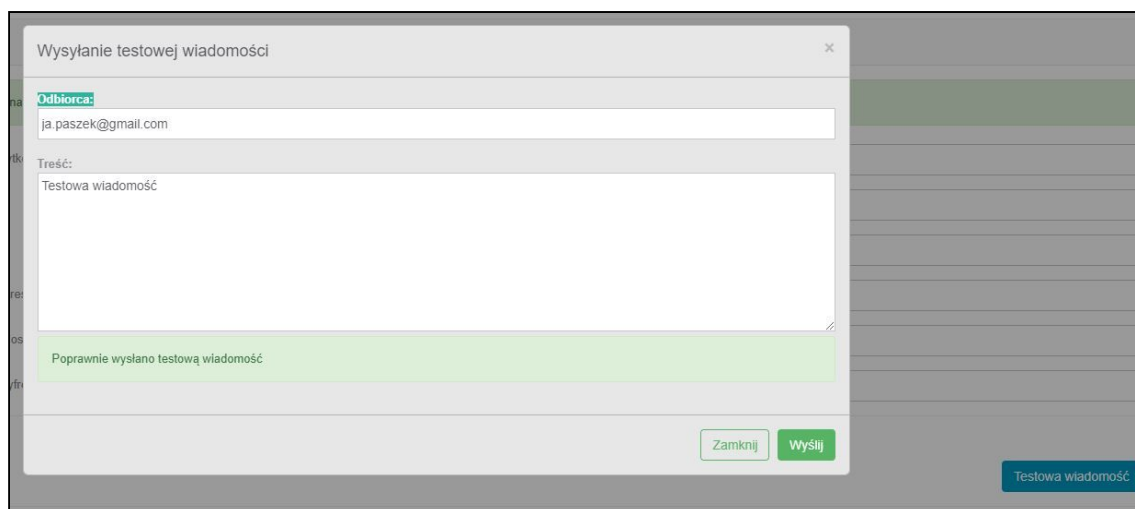 Wysyłanie testowej wiadomości
×
Odbiorca:
ja.paszek@gmail.com
Treść:
Testowa wiadomość
Poprawnie wysłano testową wiadomość
Zamknij
Wyślij
Testowa wiadomość